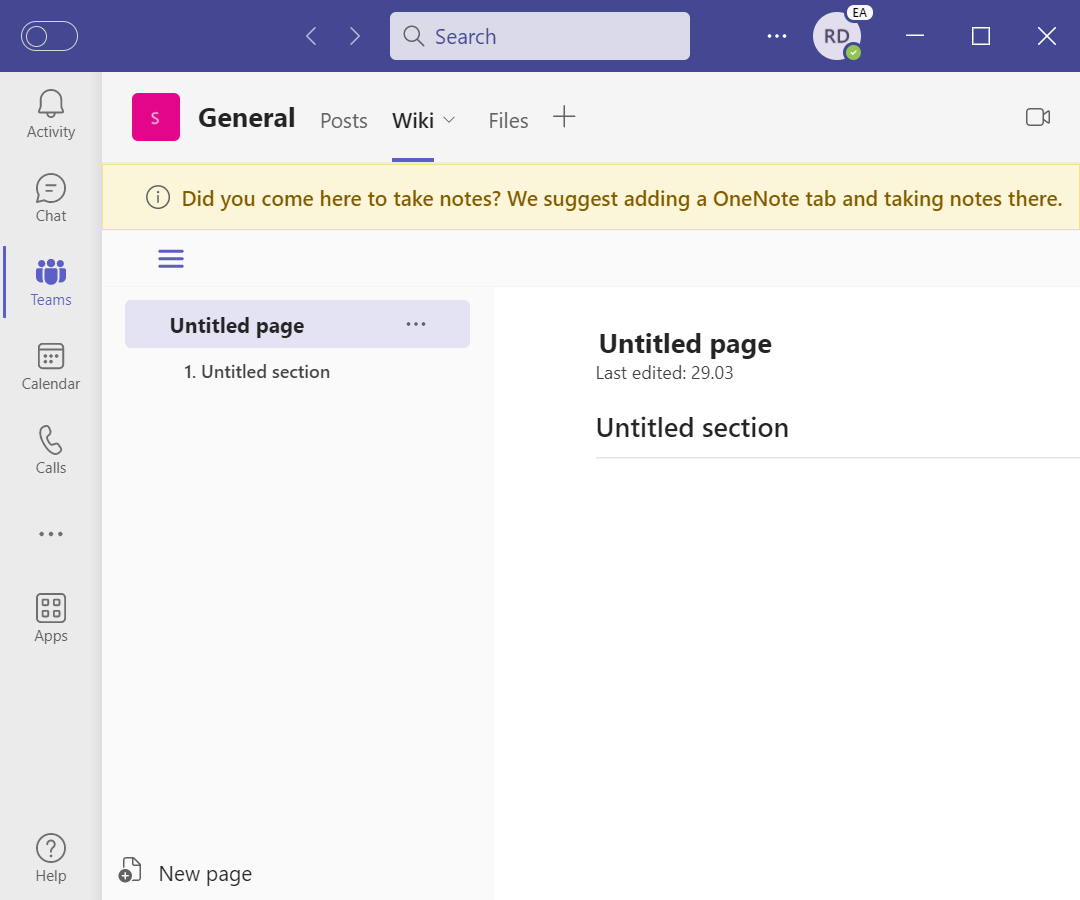 Search
RD
EA
Activity
Chat
Teams
Calendar
Calls
Apps
Help
S
General
Posts
Wiki
Files
Did you come here to take notes? We suggest adding a OneNote tab and taking notes there.
Untitled page
1. Untitled section
New page
Untitled page
Last edited: 29.03
Untitled section